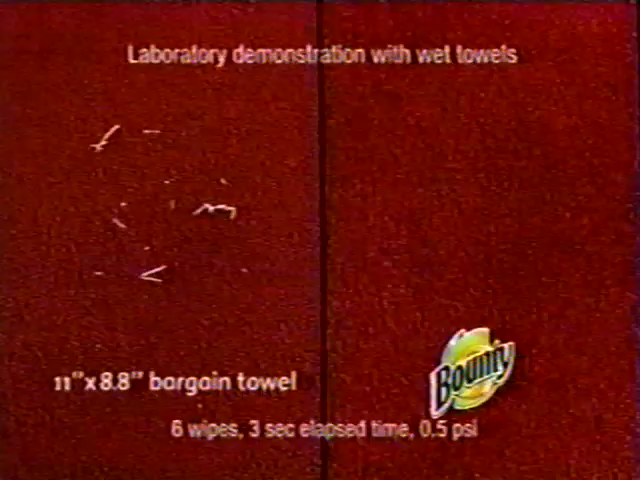 Laboratory demonstration with wet towels
11"x8.8" bargain towel
Bounty
6 wipes, 3 sec elapsed time, 0.5 psi